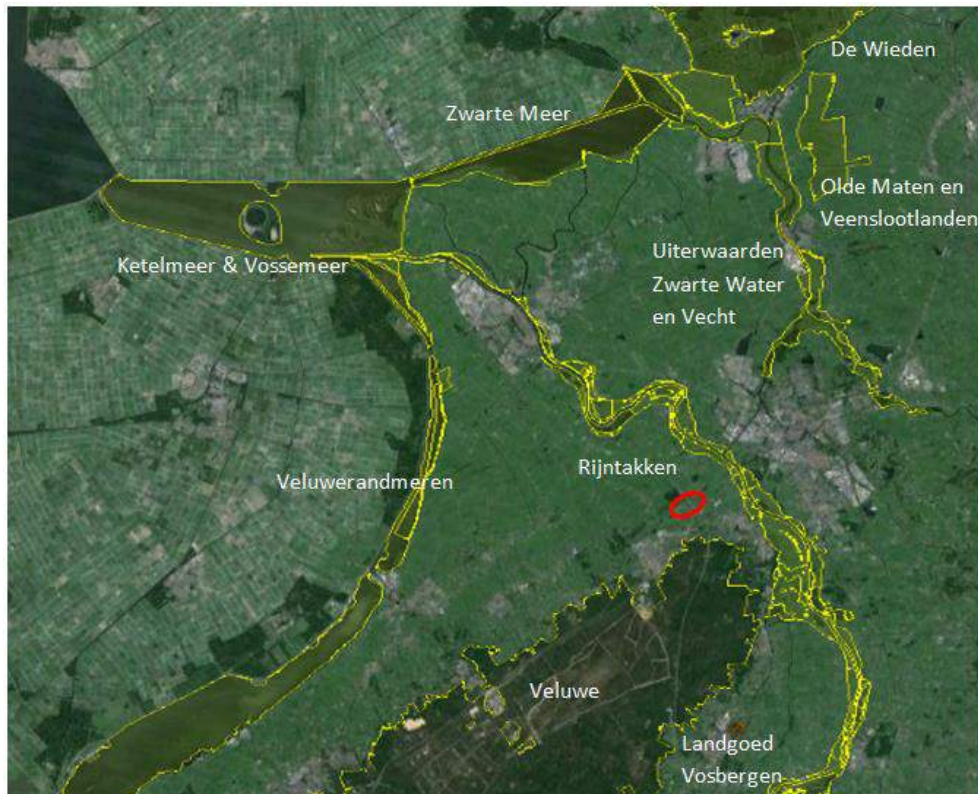 De Wieden
Zwarte Meer
Olde Maten en
Veenslootlanden
Ketelmeer & Vossemeer
Uiterwaarden
Zwarte Water
en Vecht
Rijntakken
Veluwerandmeren
Veluwe
Landgoed
Vosbergen